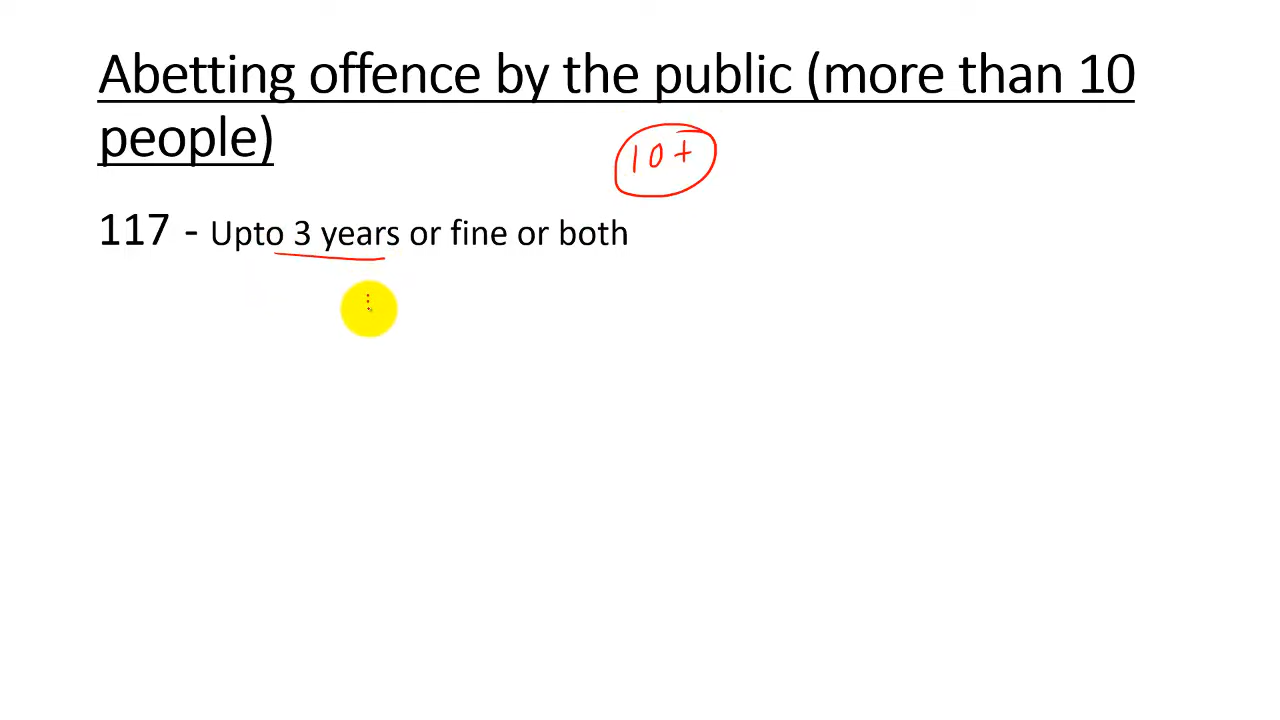 Abetting offence by the public (more than 10
people)
10+
117 - Upto 3 years or fine or both